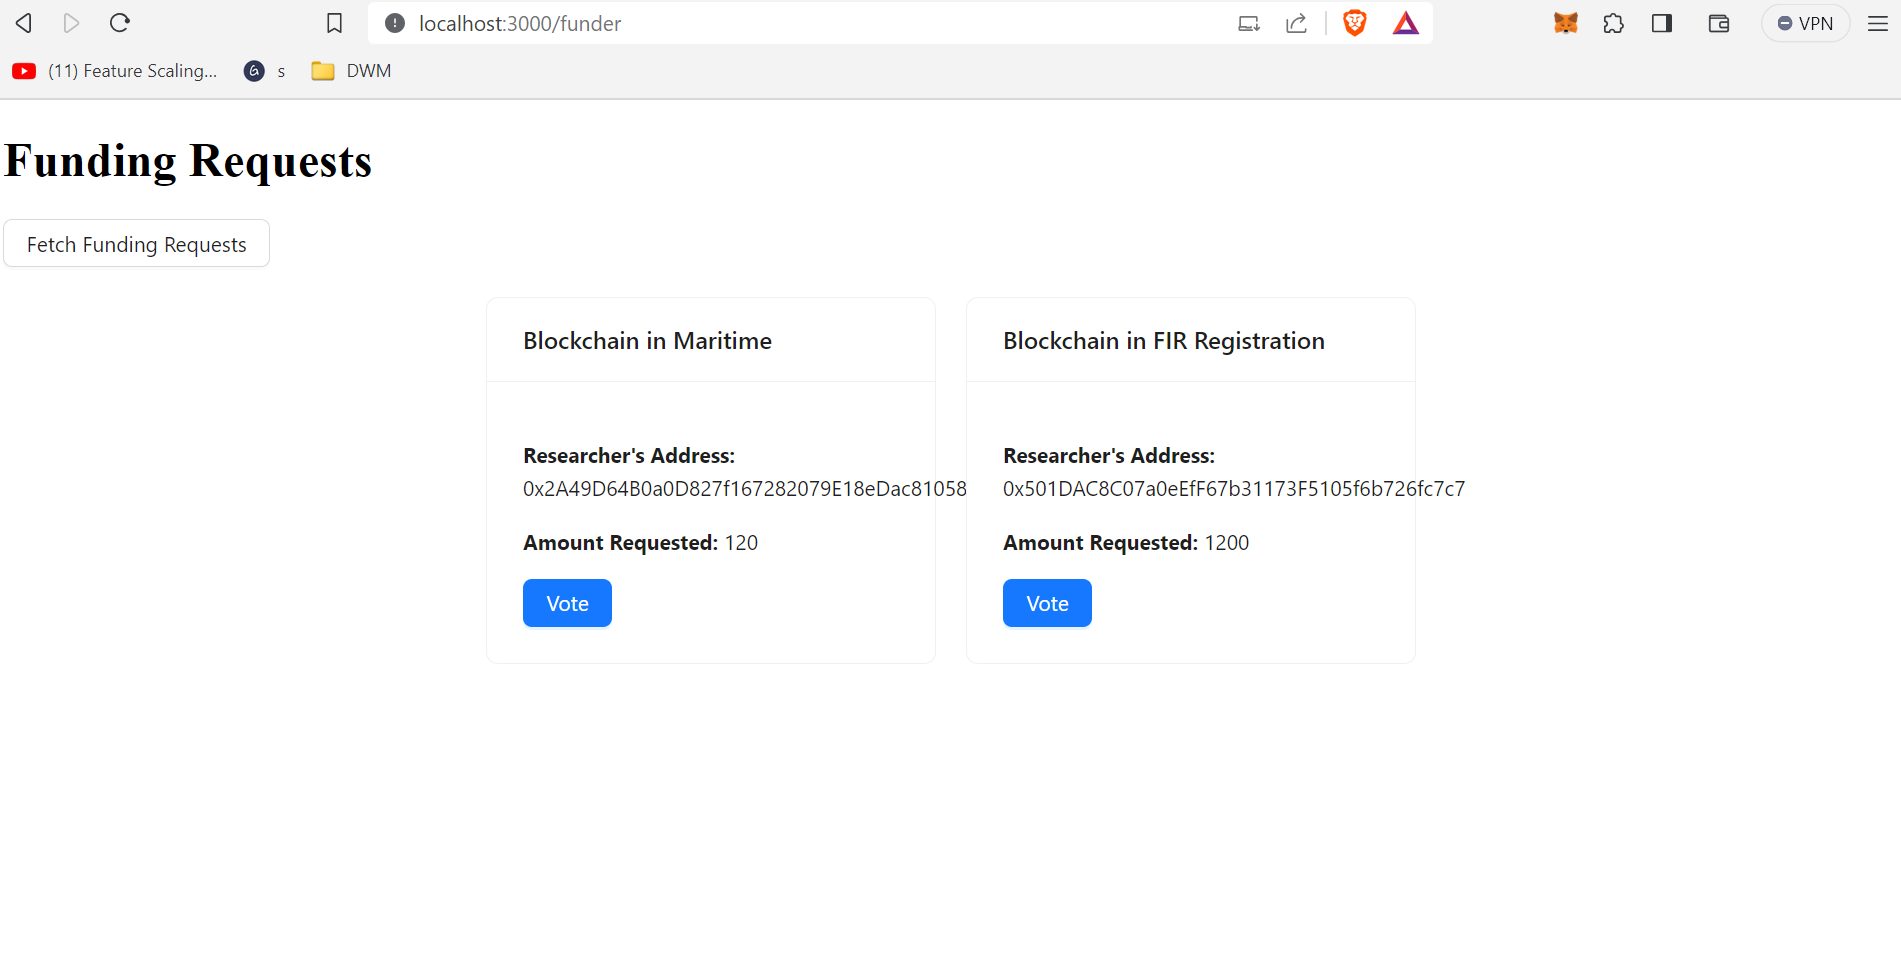 localhost:3000/funder
VPN
(11) Feature Scaling...
s
DWM
Funding Requests
Fetch Funding Requests
Blockchain in Maritime
Researcher's Address:
0x2A49D64B0a0D827f167282079E18eDac81058
Amount Requested: 120
Vote
Blockchain in FIR Registration
Researcher's Address:
0x501DAC8C07a0eEfF67b31173F5105f6b726fc7c7
Amount Requested: 1200
Vote